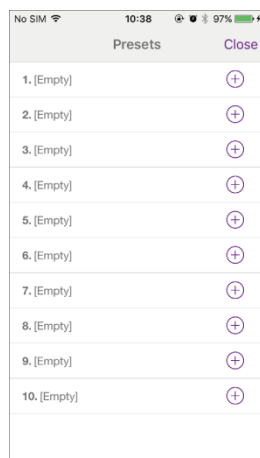 No SIM 10:38 97%
Presets Close
1. [Empty]
2. [Empty]
3. [Empty]
4. [Empty]
5. [Empty]
6. [Empty]
7. [Empty]
8. [Empty]
9. [Empty]
10. [Empty]